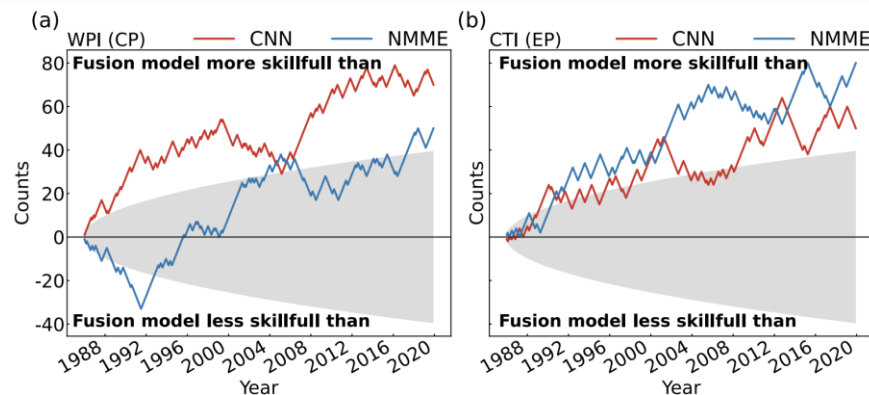 (a)
WPI (CP) CNN NMME
Fusion model more skillfull than
80
60
40
20
0
-20
-40
Counts
Fusion model less skillfull than
1988 1992 1996 2000 2004 2008 2012 2016 2020
Year
(b)
CTI (EP) CNN NMME
Fusion model more skillfull than
Counts
Fusion model less skillfull than
1988 1992 1996 2000 2004 2008 2012 2016 2020
Year